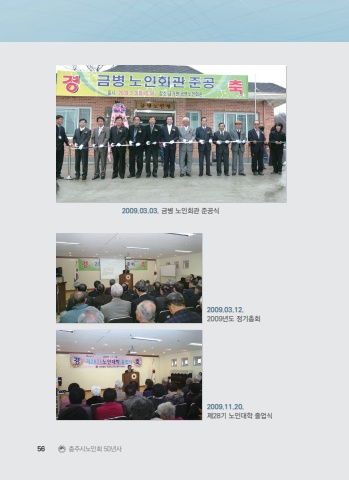 경 금병 노인회관 준공 축
2009.03.03. 금병 노인회관 준공식
2009.03.12.
2009년도 정기총회
2009.11.20.
제28기 노인대학 졸업식
56 충주시노인회 50년사